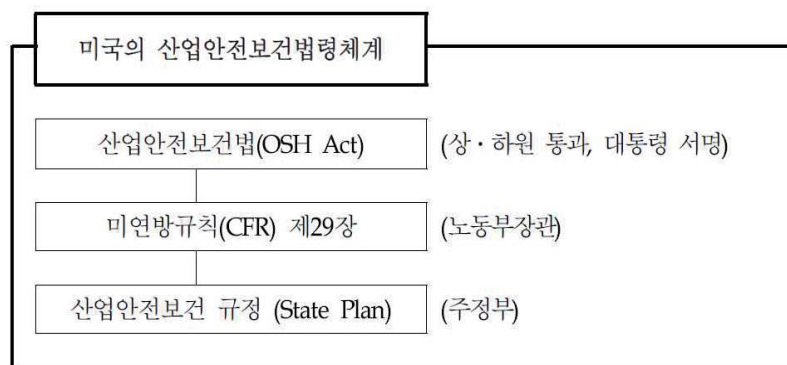 미국의 산업안전보건법령체계
산업안전보건법(OSH Act) (상·하원 통과, 대통령 서명)
미연방규칙(CFR) 제29장 (노동부장관)
산업안전보건 규정 (State Plan) (주정부)